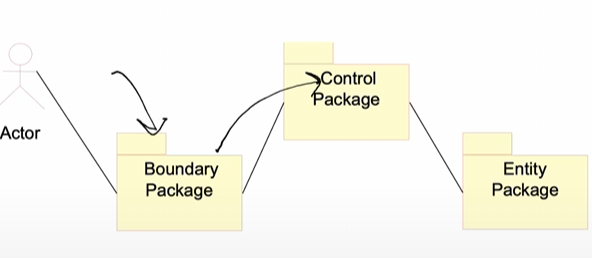 Control
Package
Actor
Boundary
Package
Entity
Package